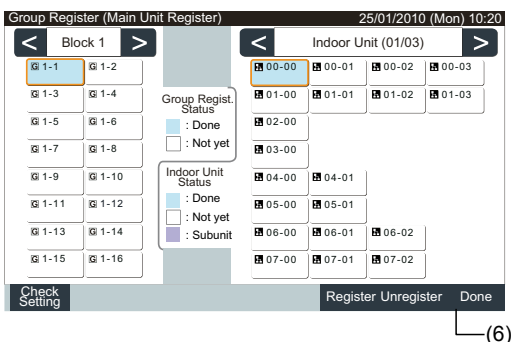 Group Register (Main Unit Register) 25/01/2010 (Mon) 10:20
< Block 1 >
< Indoor Unit (01/03) >
G 1-1 G 1-2
G 1-3 G 1-4
G 1-5 G 1-6
G 1-7 G 1-8
G 1-9 G 1-10
G 1-11 G 1-12
G 1-13 G 1-14
G 1-15 G 1-16
Group Regist.
Status
: Done
: Not yet
Indoor Unit
Status
: Done
: Not yet
: Subunit
00-00 00-01 00-02 00-03
01-00 01-01 01-02 01-03
02-00
03-00
04-00 04-01
05-00 05-01
06-00 06-01 06-02
07-00 07-01 07-02
Check
Setting
Register Unregister Done
(6)